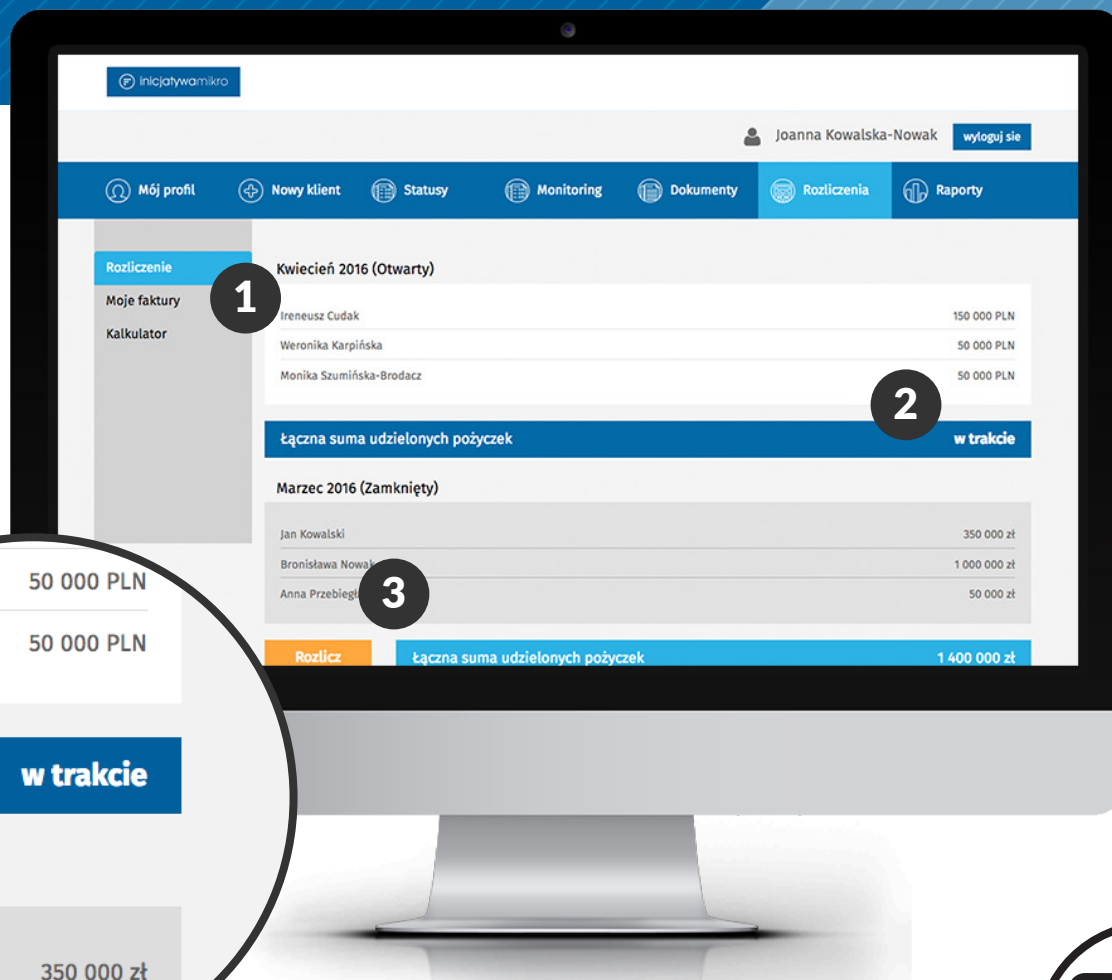 inicjatywamikro
Joanna Kowalska-Nowak wyloguj sie
Mój profil Nowy klient Statusy Monitoring Dokumenty Rozliczenia Raporty
Rozliczenie
Moje faktury
Kalkulator
1
Kwiecień 2016 (Otwarty)
Ireneusz Cudak 150 000 PLN
Weronika Karpińska 50 000 PLN
Monika Szumińska-Brodacz 50 000 PLN
2
Łączna suma udzielonych pożyczek w trakcie
Marzec 2016 (Zamknięty)
Jan Kowalski 350 000 zł
Bronisława Nowak 1 000 000 zł
Anna 50 000 zł
3
Rozlicz Łączna suma udzielonych pożyczek 1 400 000 zł
50 000 PLN
50 000 PLN
w trakcie
350 000 zł